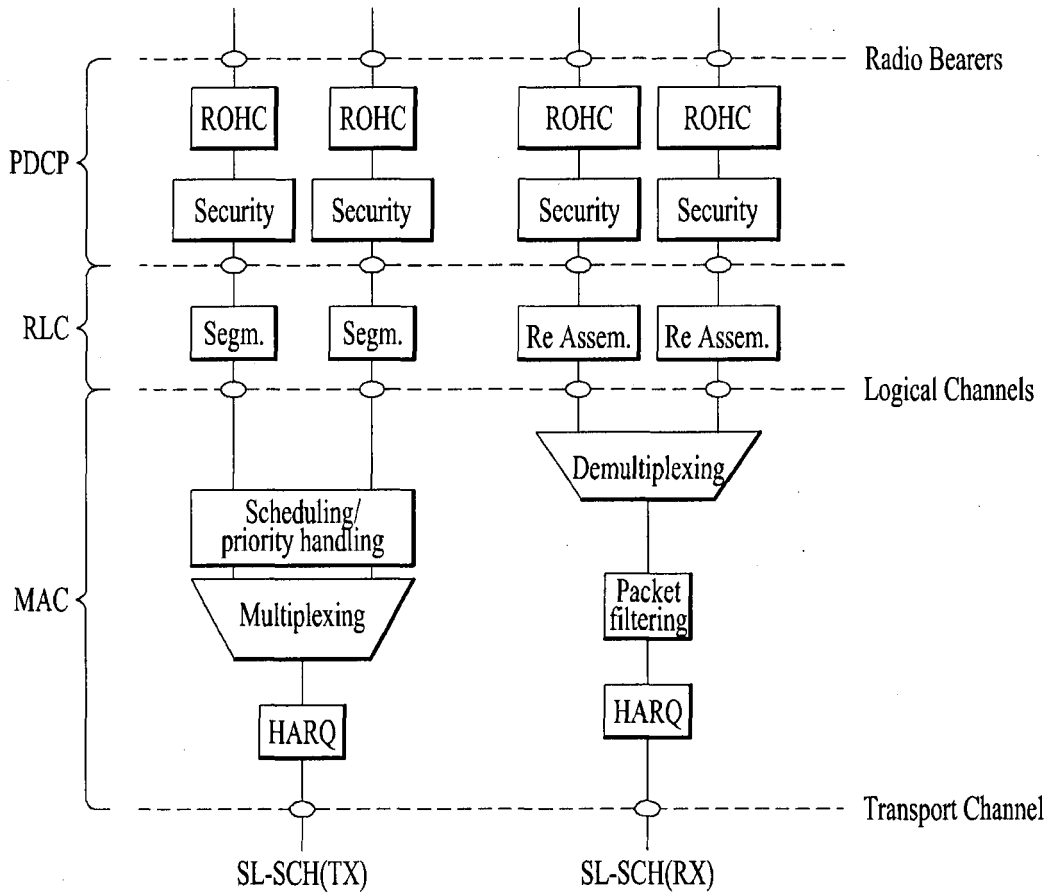 Radio Bearers
ROHC ROHC ROHC ROHC
PDCP
Security Security Security Security
RLC
Segm. Segm. Re Assem. Re Assem.
Logical Channels
Demultiplexing
Scheduling/
priority handling
MAC
Multiplexing
Packet
filtering
HARQ HARQ
Transport Channel
SL-SCH(TX) SL-SCH(RX)